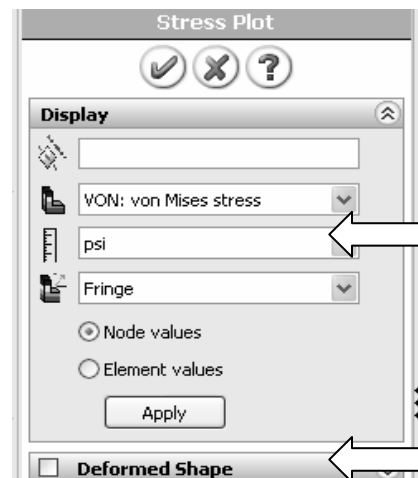 Stress Plot
?
Display
VON: von Mises stress
psi
Fringe
Node values
Element values
Apply
Deformed Shape